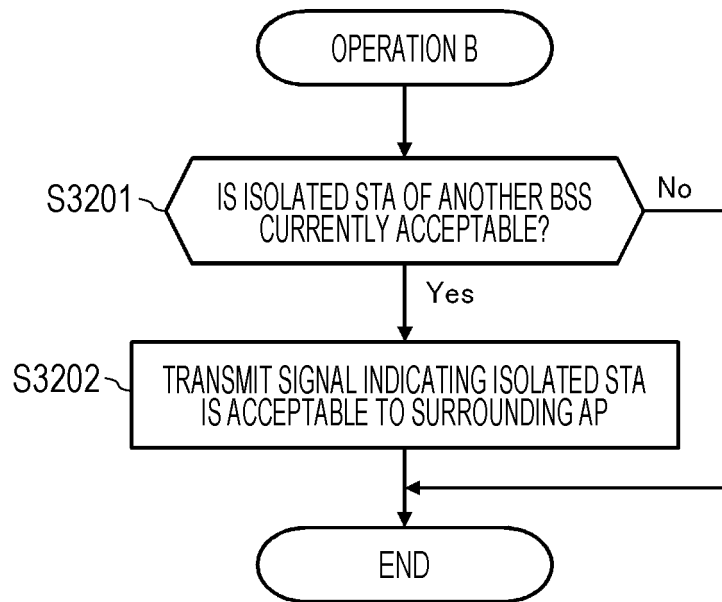 OPERATION B
S3201
IS ISOLATED STA OF ANOTHER BSS
CURRENTLY ACCEPTABLE?
No
Yes
S3202
TRANSMIT SIGNAL INDICATING ISOLATED STA
IS ACCEPTABLE TO SURROUNDING AP
END